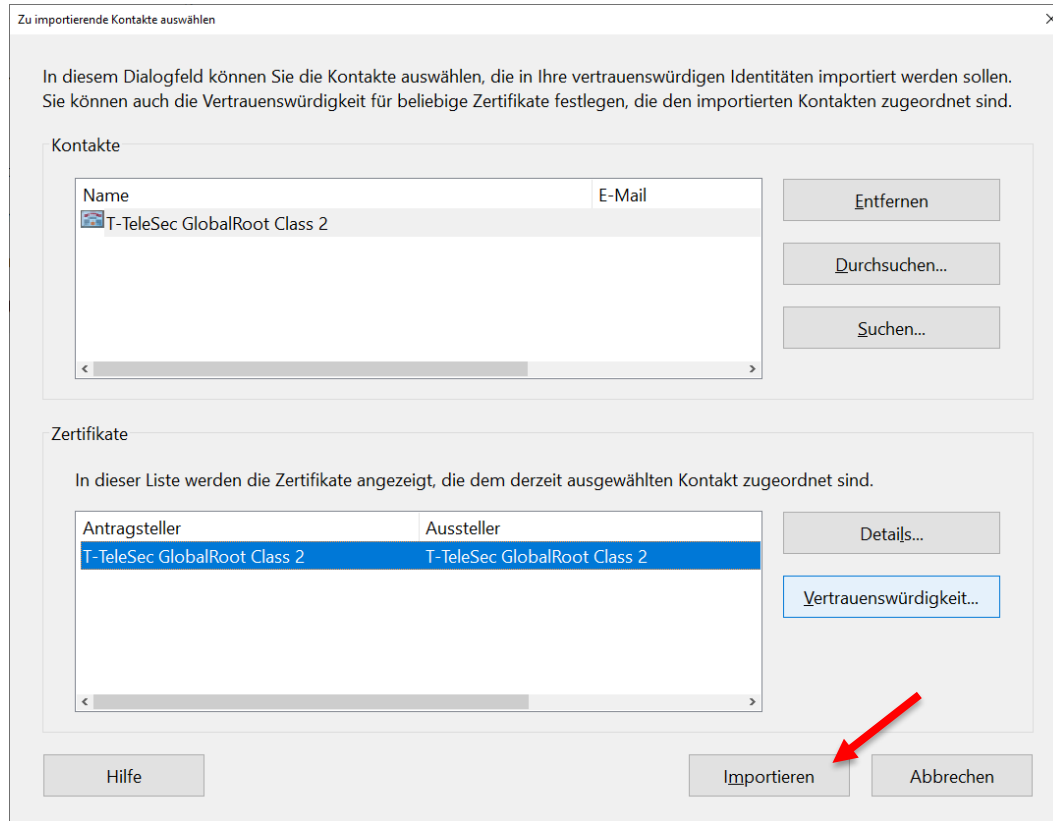 Zu importierende Kontakte auswählen
In diesem Dialogfeld können Sie die Kontakte auswählen, die in Ihre vertrauenswürdigen Identitäten importiert werden sollen.
Sie können auch die Vertrauenswürdigkeit für beliebige Zertifikate festlegen, die den importierten Kontakten zugeordnet sind.
Kontakte
Name E-Mail
T-TeleSec GlobalRoot Class 2
Entfernen
Durchsuchen...
Suchen...
Zertifikate
In dieser Liste werden die Zertifikate angezeigt, die dem derzeit ausgewählten Kontakt zugeordnet sind.
Antragsteller Aussteller
T-TeleSec GlobalRoot Class 2 T-TeleSec GlobalRoot Class 2
Details...
Vertrauenswürdigkeit...
Hilfe Importieren Abbrechen